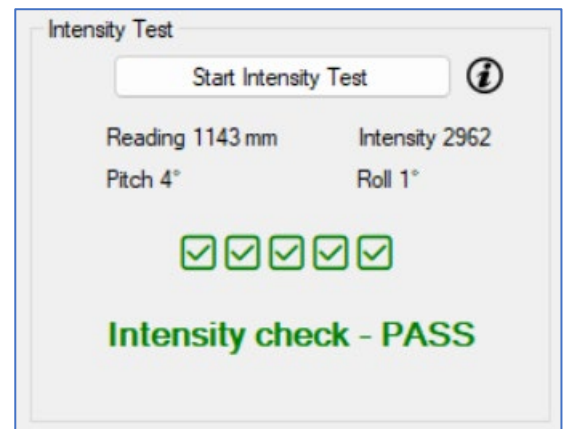 Intensity Test
Start Intensity Test i
Reading 1143 mm Intensity 2962
Pitch 4° Roll 1°
Intensity check - PASS